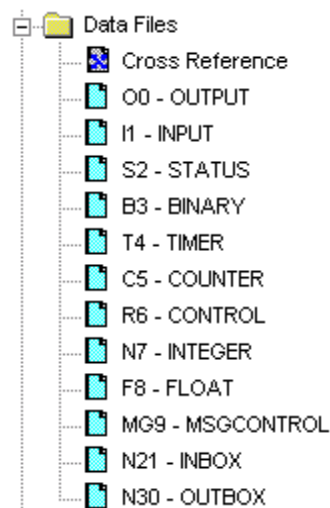 Data Files
Cross Reference
O0 - OUTPUT
I1 - INPUT
S2 - STATUS
B3 - BINARY
T4 - TIMER
C5 - COUNTER
R6 - CONTROL
N7 - INTEGER
F8 - FLOAT
MG9 - MSGCONTROL
N21 - INBOX
N30 - OUTBOX